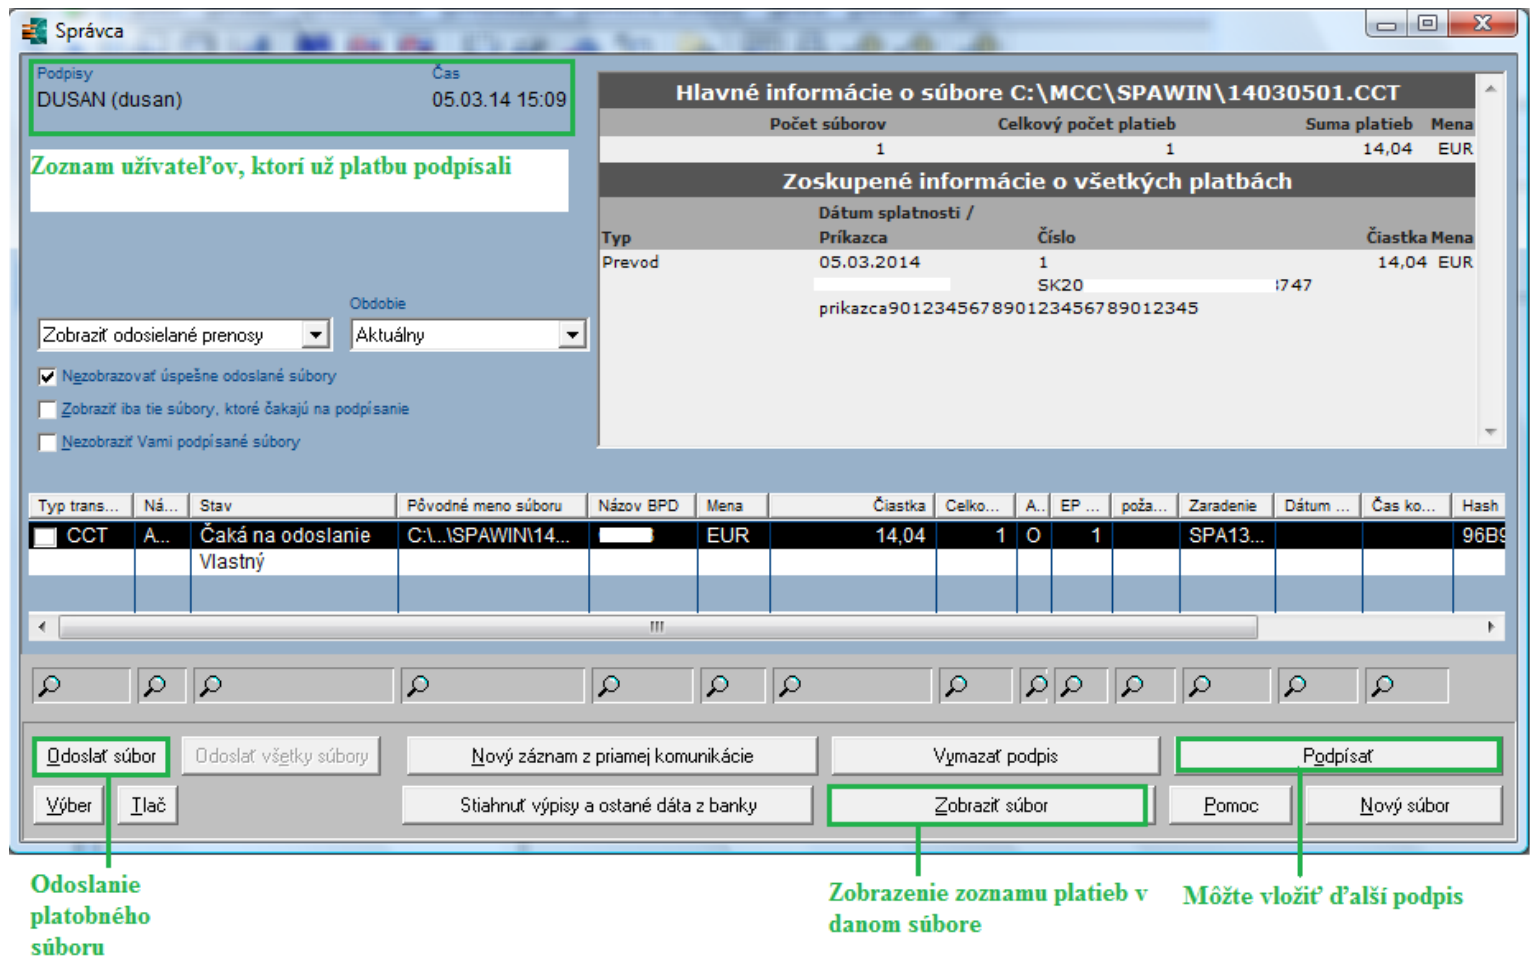 Správca
Podpisy Čas
DUSAN (dusan) 05.03.14 15:09
Zoznam užívateľov, ktorí už platbu podpísali
Hlavné informácie o súbore C:\MCC\SPAWIN\14030501.CCT
Počet súborov Celkový počet platieb Suma platieb Mena
1 1 14,04 EUR
Zoskupené informácie o všetkých platbách
Dátum splatnosti /
Typ Príkazca Číslo Čiastka Mena
Prevod 05.03.2014 1 14,04 EUR
SK20 747
prikazca901234567890123456789012345
Obdobie
Zobraziť odosielané prenosy Aktuálny
Nezobrazovať úspešne odoslané súbory
Zobraziť iba tie súbory, ktoré čakajú na podpísanie
Nezobraziť Vami podpísané súbory
Typ trans... Ná... Stav Pôvodné meno súboru Názov BPD Mena Čiastka Celko... A.. EP ... poža... Zaradenie Dátum ... Čas ko... Hash
CCT A... Čaká na odoslanie C:\...\SPAWIN\14... EUR 14,04 1 O 1 SPA13... 96B9
Vlastný
Odoslať súbor Odoslať všetky súbory Nový záznam z priamej komunikácie Vymazať podpis Podpísať
Výber Tlač Stiahnuť výpisy a ostané dáta z banky Zobraziť súbor Pomoc Nový súbor
Odoslanie
platobného
súboru
Zobrazenie zoznamu platieb v
danom súbore
Môžte vložiť ďalší podpis